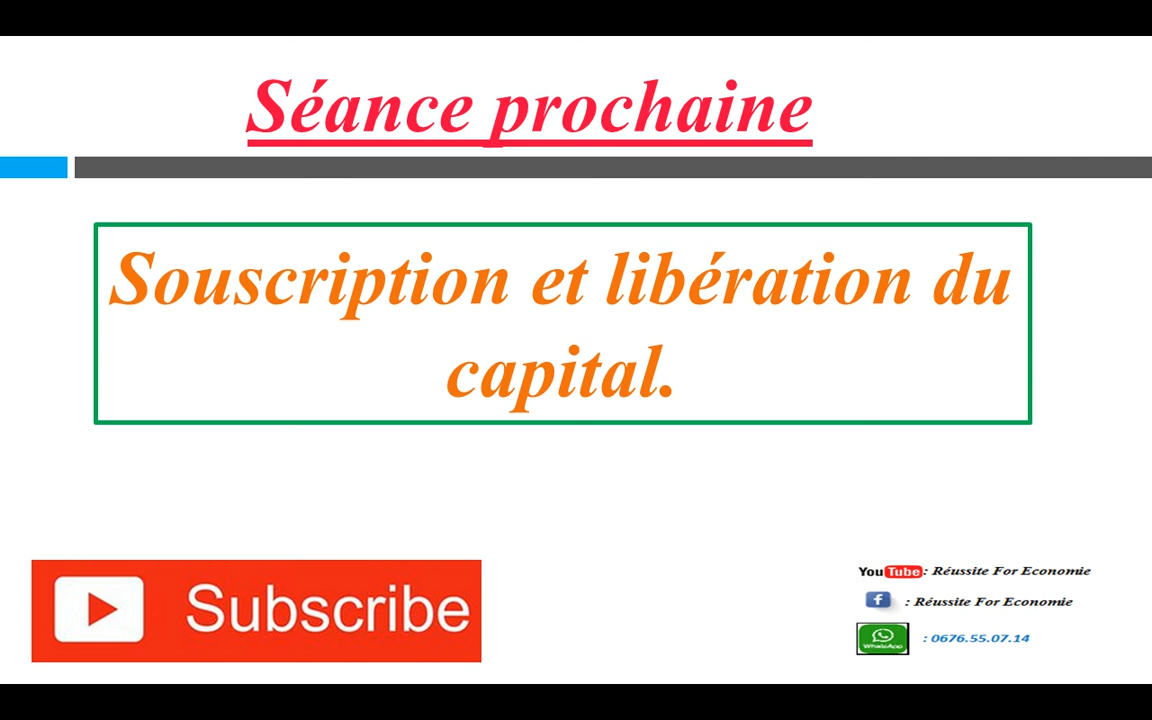 Séance prochaine
Souscription et libération du
capital.
Subscribe
YouTube : Réussite For Economie
f : Réussite For Economie
WhatsApp : 0676.55.07.14